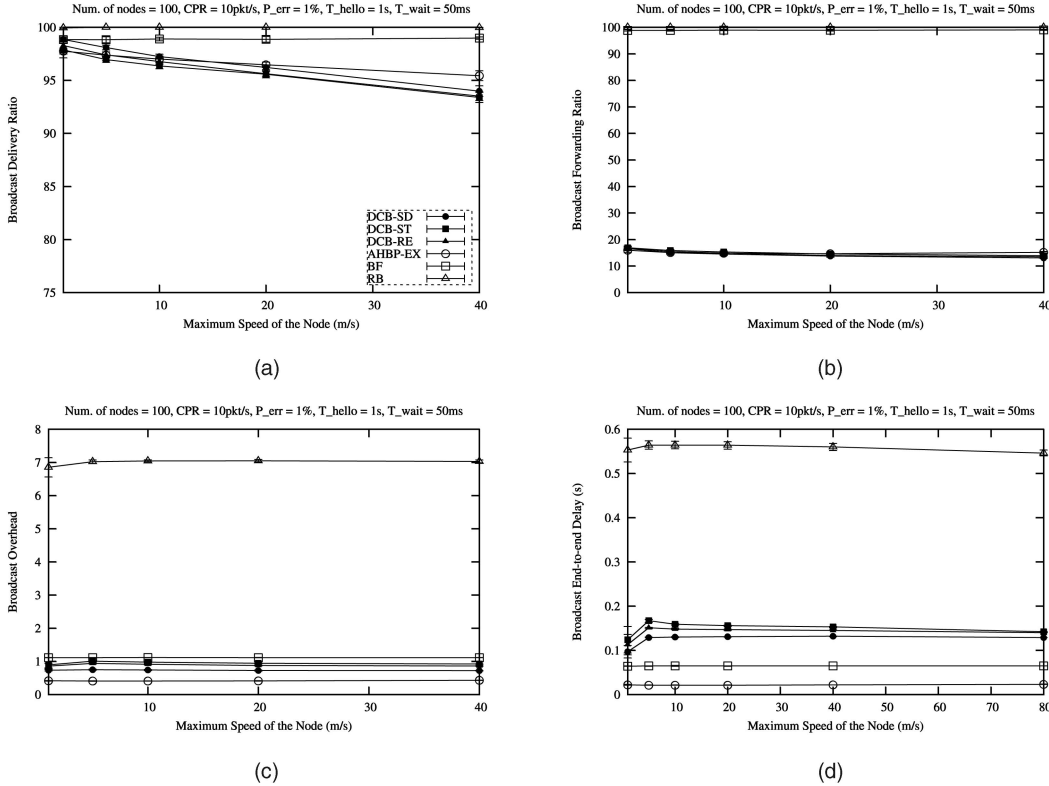 Num. of nodes = 100, CPR = 10pkt/s, P_err = 1%, T_hello = 1s, T_wait = 50ms
100
95
90
85
80
75
10
20
30
40
Broadcast Delivery Ratio
Maximum Speed of the Node (m/s)
DCB-SD
DCB-ST
DCB-RE
AHBP-EX
BF
RB
(a)
Num. of nodes = 100, CPR = 10pkt/s, P_err = 1%, T_hello = 1s, T_wait = 50ms
100
90
80
70
60
50
40
30
20
10
0
10
20
30
40
Broadcast Forwarding Ratio
Maximum Speed of the Node (m/s)
(b)
Num. of nodes = 100, CPR = 10pkt/s, P_err = 1%, T_hello = 1s, T_wait = 50ms
8
7
6
5
4
3
2
1
0
10
20
30
40
Broadcast Overhead
Maximum Speed of the Node (m/s)
(c)
Num. of nodes = 100, CPR = 10pkt/s, P_err = 1%, T_hello = 1s, T_wait = 50ms
0.6
0.5
0.4
0.3
0.2
0.1
0
10
20
30
40
50
60
70
80
Broadcast End-to-end Delay (s)
Maximum Speed of the Node (m/s)
(d)